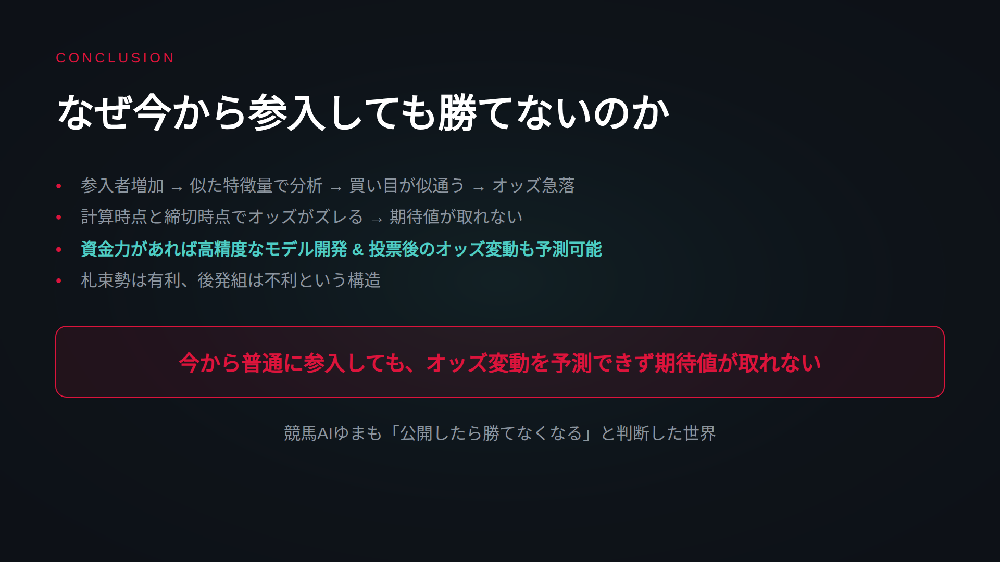 CONCLUSION
なぜ今から参入しても勝てないのか
• 参入者増加 → 似た特徴量で分析 → 買い目が似通う → オッズ急落
• 計算時点と締切時点でオッズがズレる → 期待値が取れない
• 資金力があれば高精度なモデル開発 & 投票後のオッズ変動も予測可能
• 札束勢は有利、後発組は不利という構造
今から普通に参入しても、オッズ変動を予測できず期待値が取れない
競馬AIゆまも「公開したら勝てなくなる」と判断した世界